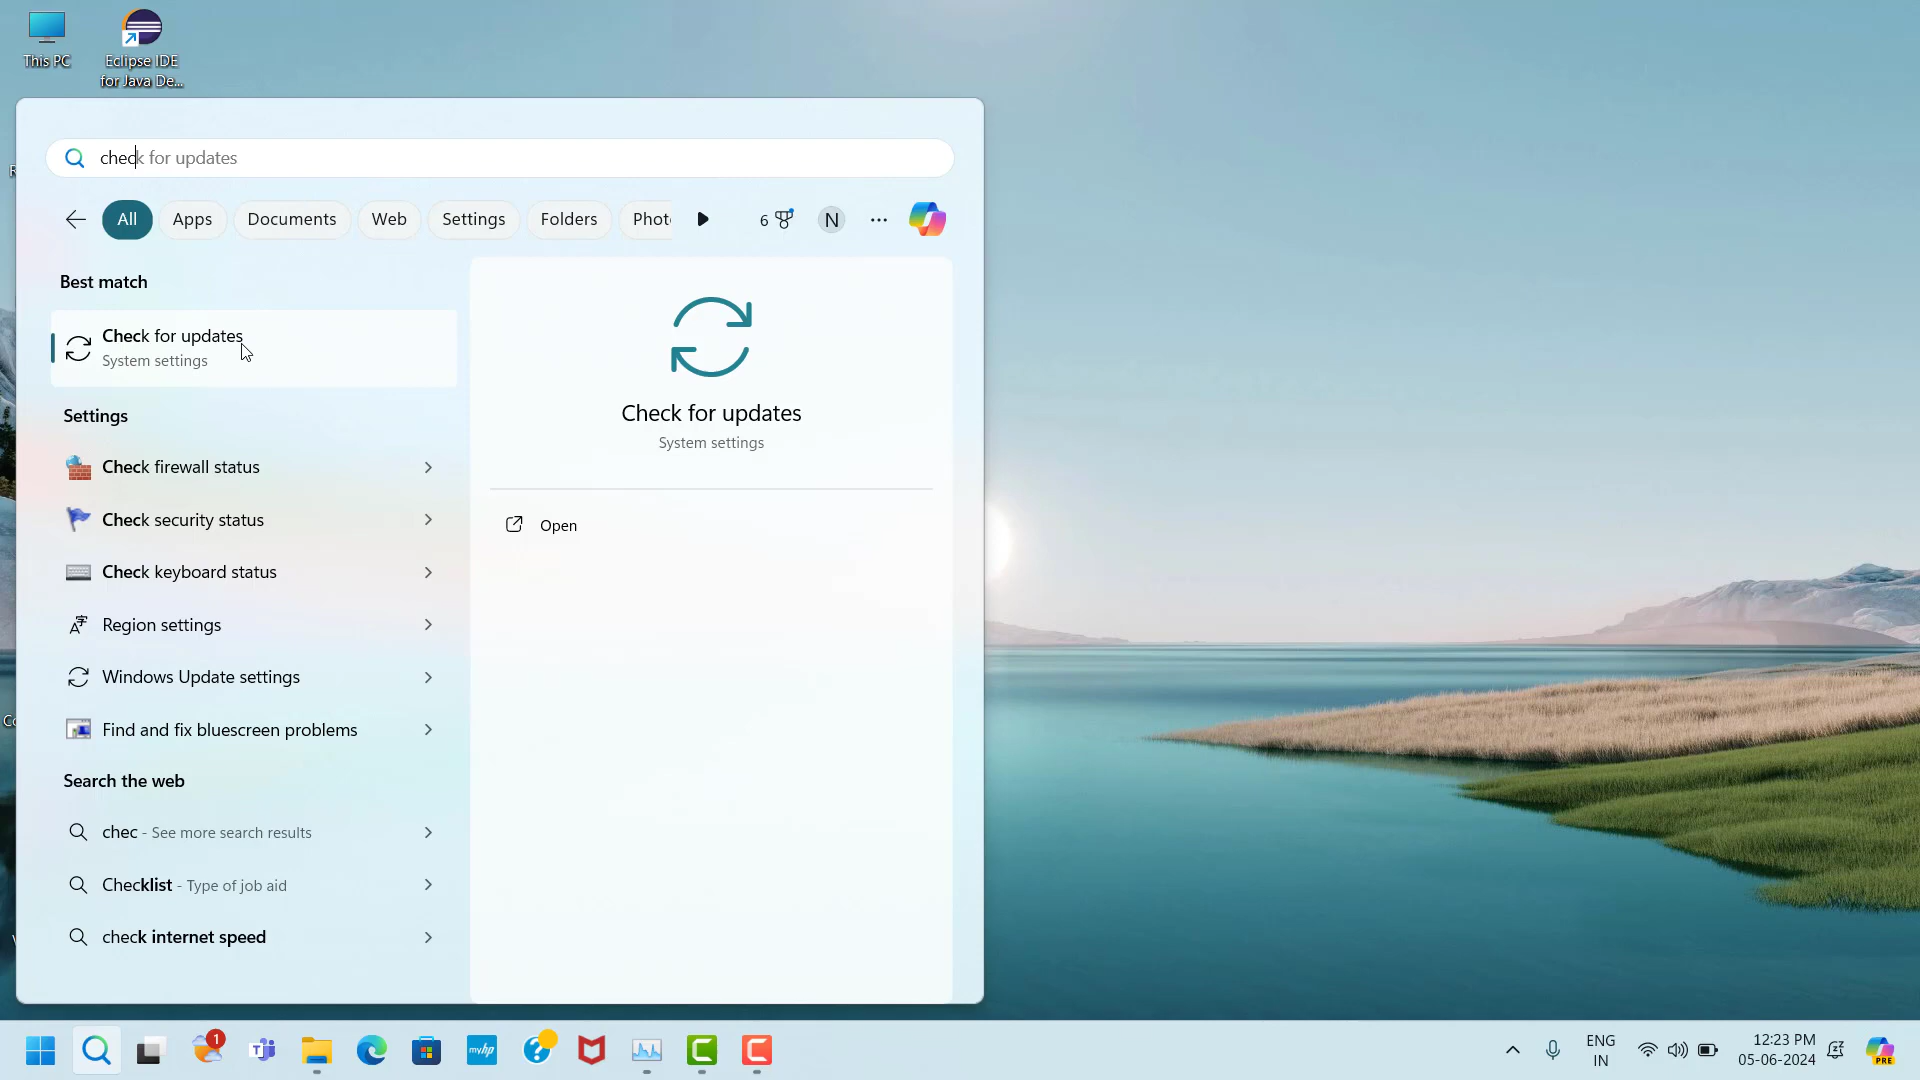 This PC
Eclipse IDE
for Java De...
check for updates
All
Apps
Documents
Web
Settings
Folders
Phot
6
N
Best match
Check for updates
System settings
Settings
Check firewall status
Check security status
Check keyboard status
Region settings
Windows Update settings
Find and fix bluescreen problems
Search the web
chec - See more search results
Checklist - Type of job aid
check internet speed
Check for updates
System settings
Open
1
myhp
ENG
IN
12:23 PM
05-06-2024
PRE